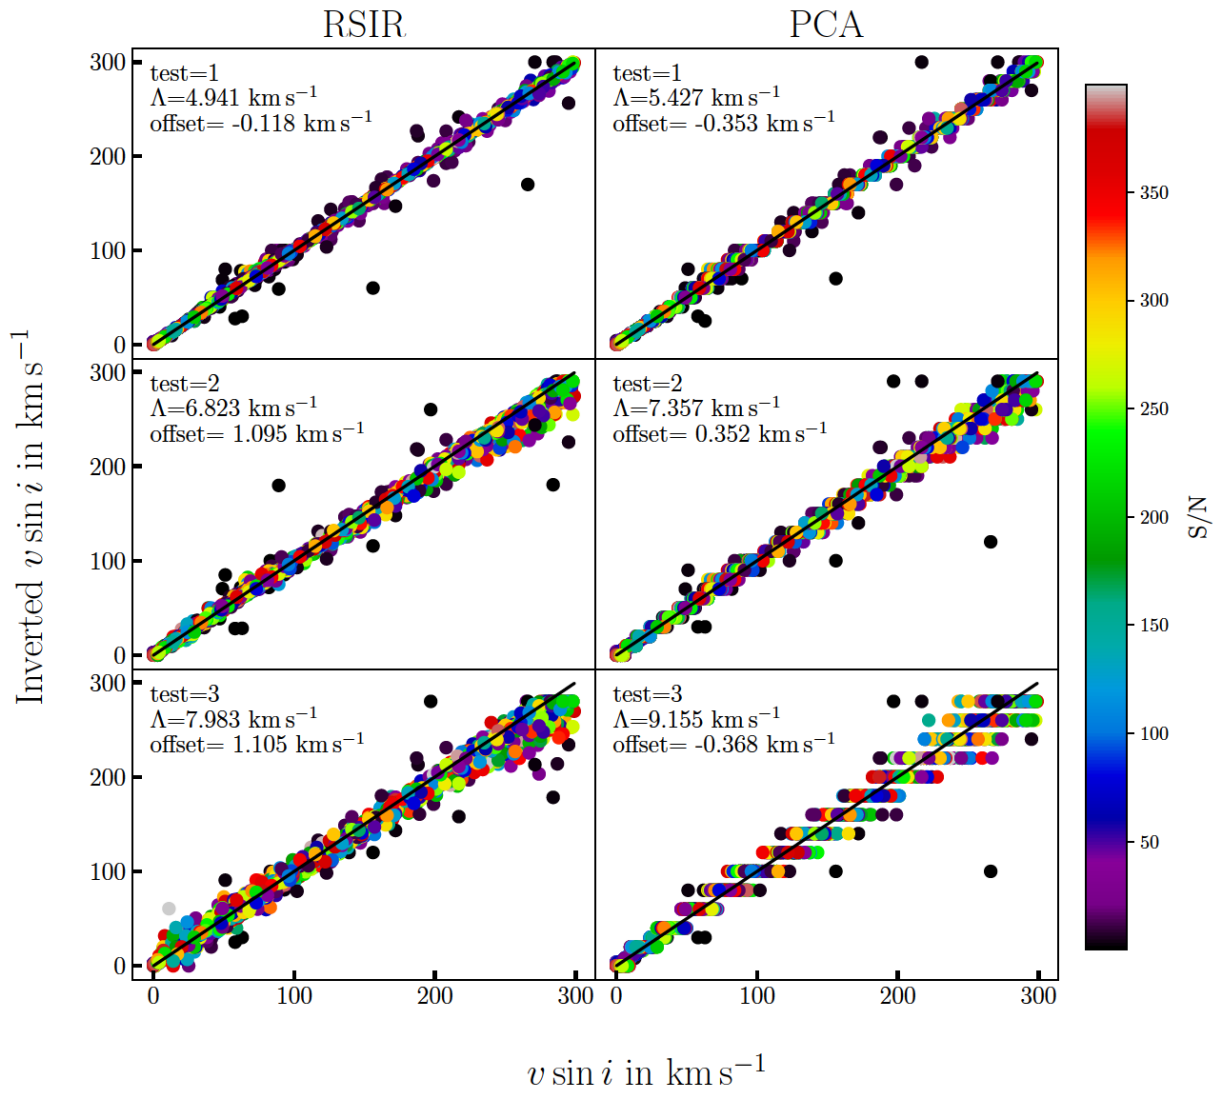 RSIR
PCA
300
200
100
0
test=1
Λ=4.941 km s⁻¹
offset= -0.118 km s⁻¹
test=1
Λ=5.427 km s⁻¹
offset= -0.353 km s⁻¹
300
200
100
0
test=2
Λ=6.823 km s⁻¹
offset= 1.095 km s⁻¹
test=2
Λ=7.357 km s⁻¹
offset= 0.352 km s⁻¹
300
200
100
0
test=3
Λ=7.983 km s⁻¹
offset= 1.105 km s⁻¹
test=3
Λ=9.155 km s⁻¹
offset= -0.368 km s⁻¹
0 100 200 300
0 100 200 300
Inverted v sin i in km s⁻¹
v sin i in km s⁻¹
350
300
250
200
150
100
50
S/N